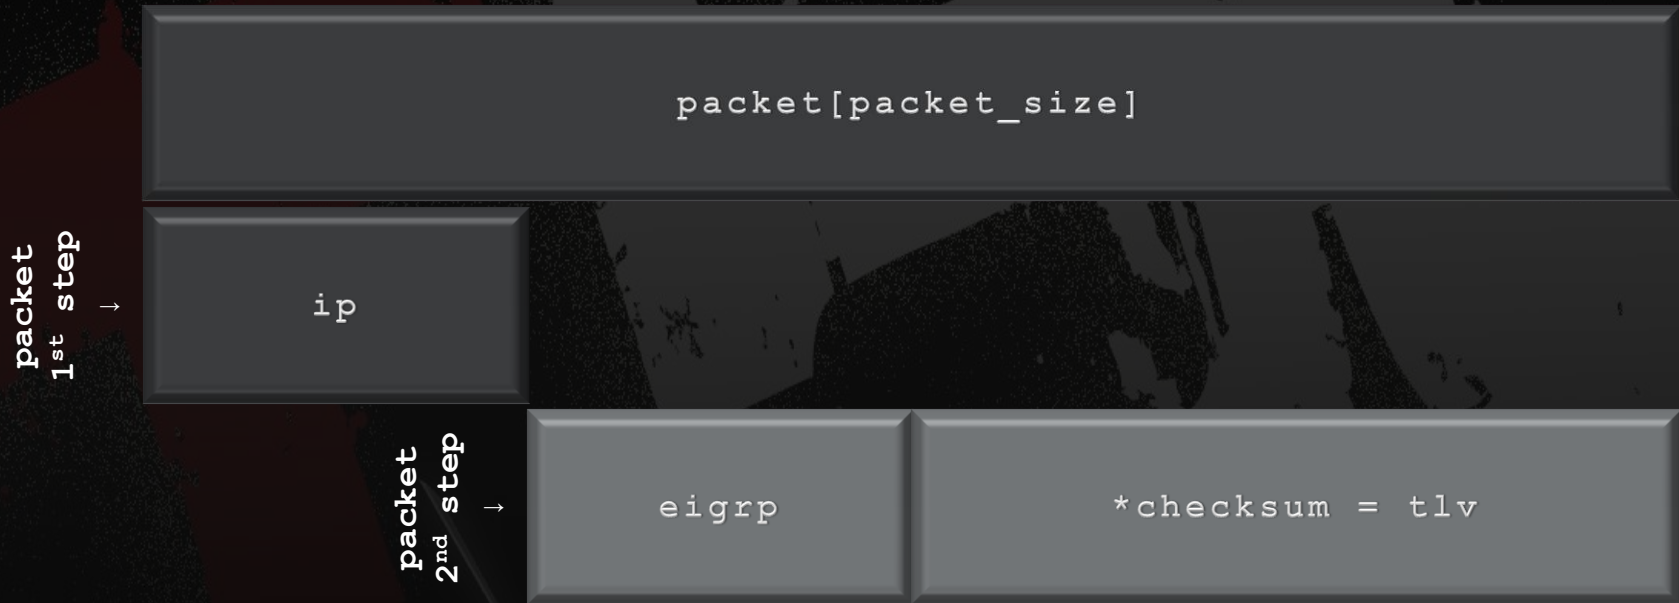 packet[packet_size]
packet
1st step
→
ip
packet
2nd step
→
eigrp
*checksum = tlv